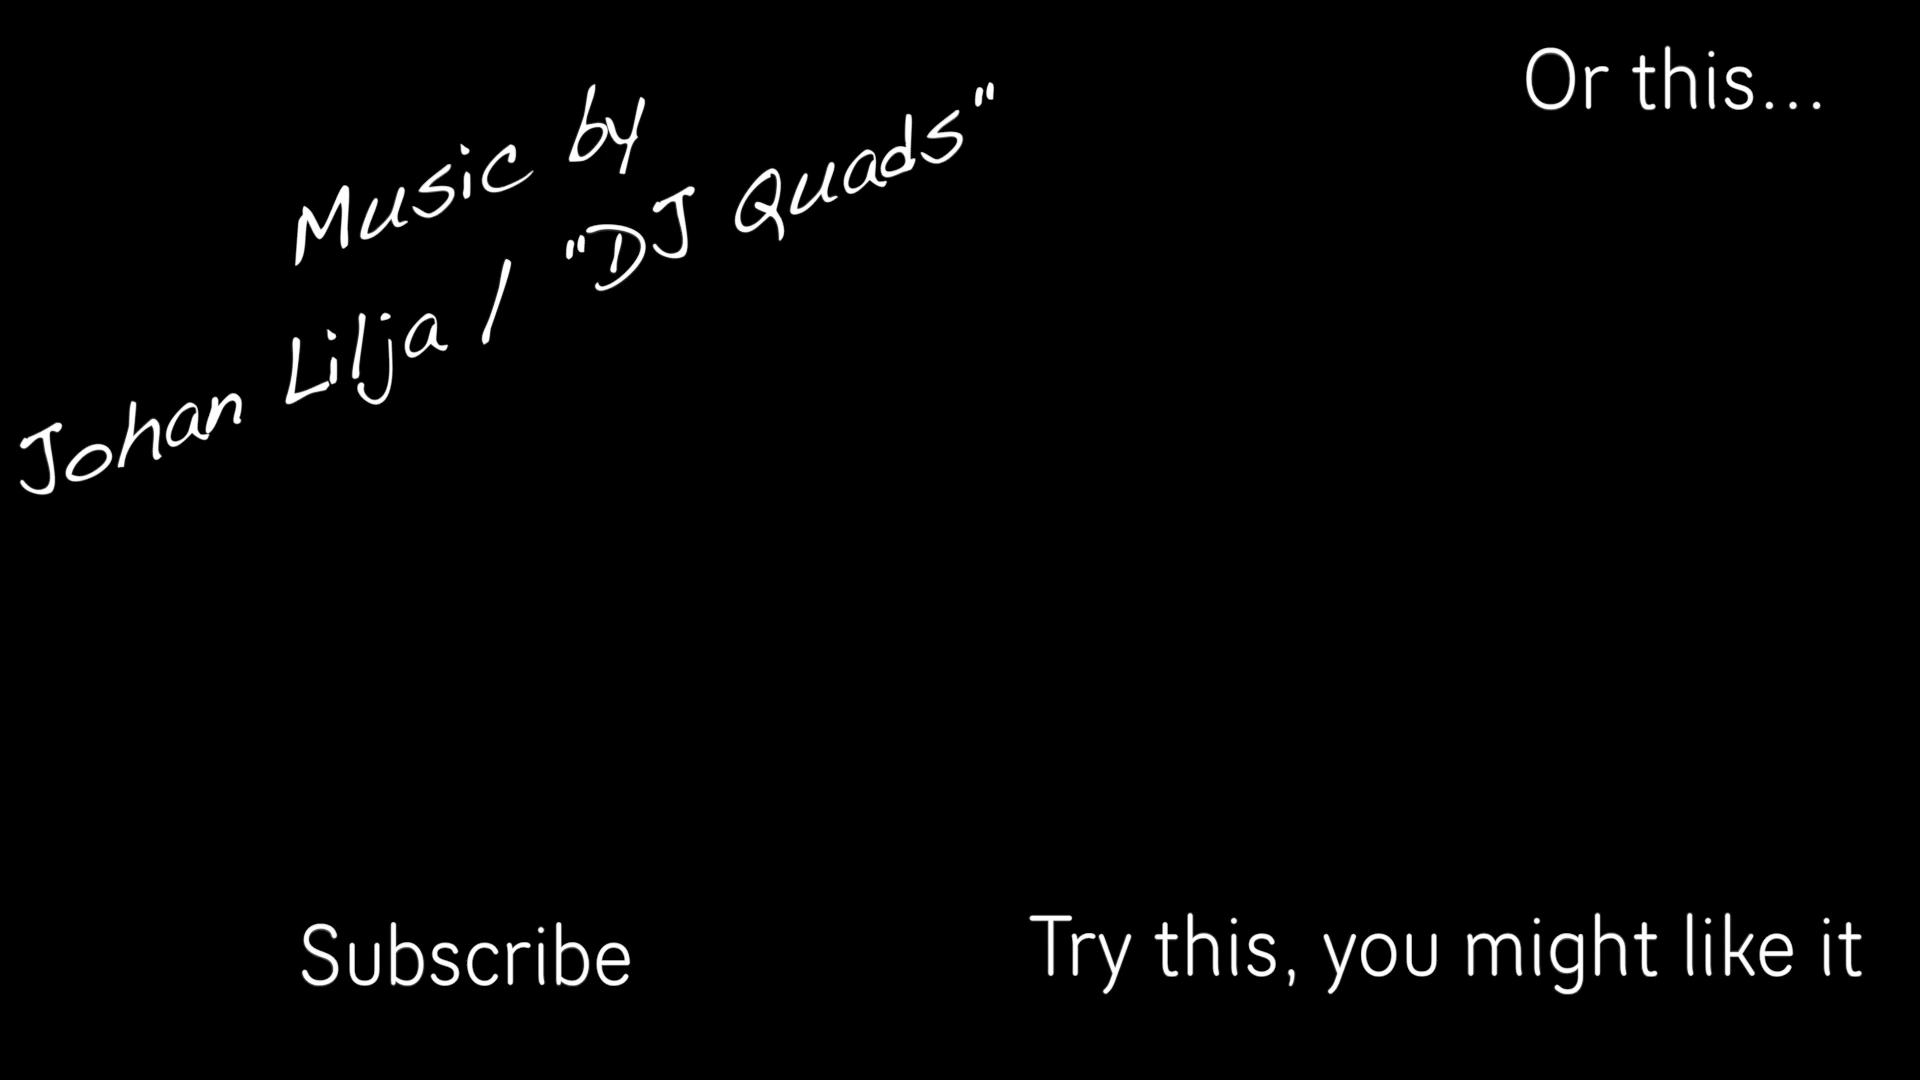 Music by
Johan Lilja / "DJ Quads"
Or this...
Subscribe
Try this, you might like it